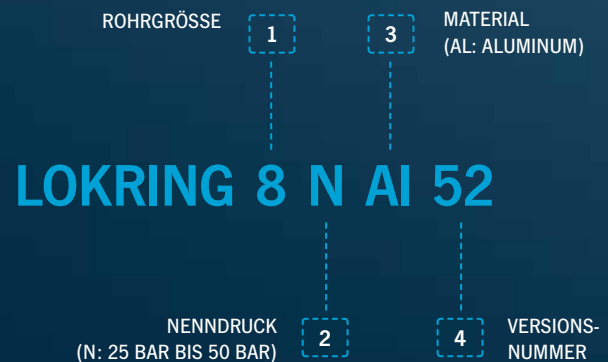 ROHRGRÖSSE
1
3
MATERIAL
(AL: ALUMINUM)
LOKRING 8 N Al 52
NENNDRUCK
(N: 25 BAR BIS 50 BAR)
2
4
VERSIONS-
NUMMER